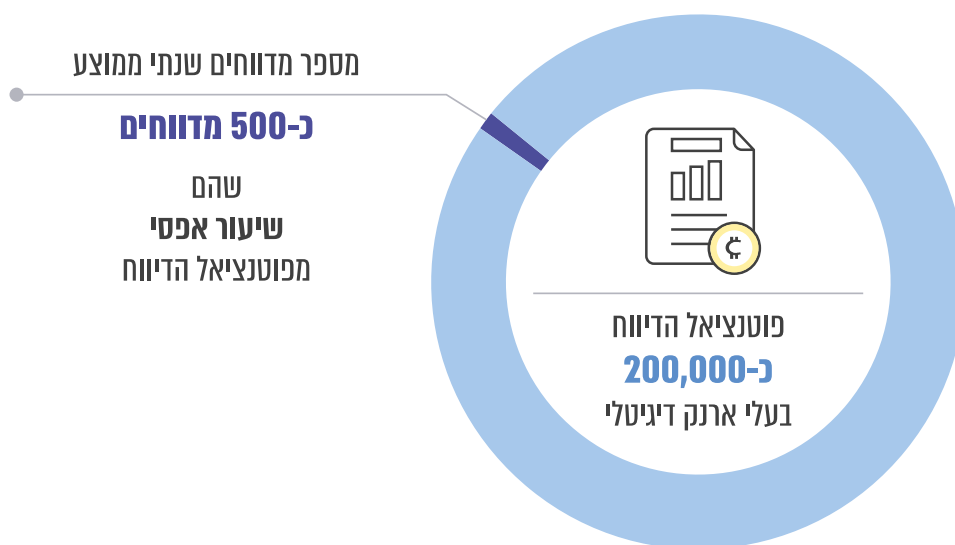 מספר מדווחים שנתי ממוצע
כ-500 מדווחים
שהם
שיעור אפסי
מפוטנציאל הדיווח
פוטנציאל הדיווח
כ-200,000
בעלי ארנק דיגיטלי